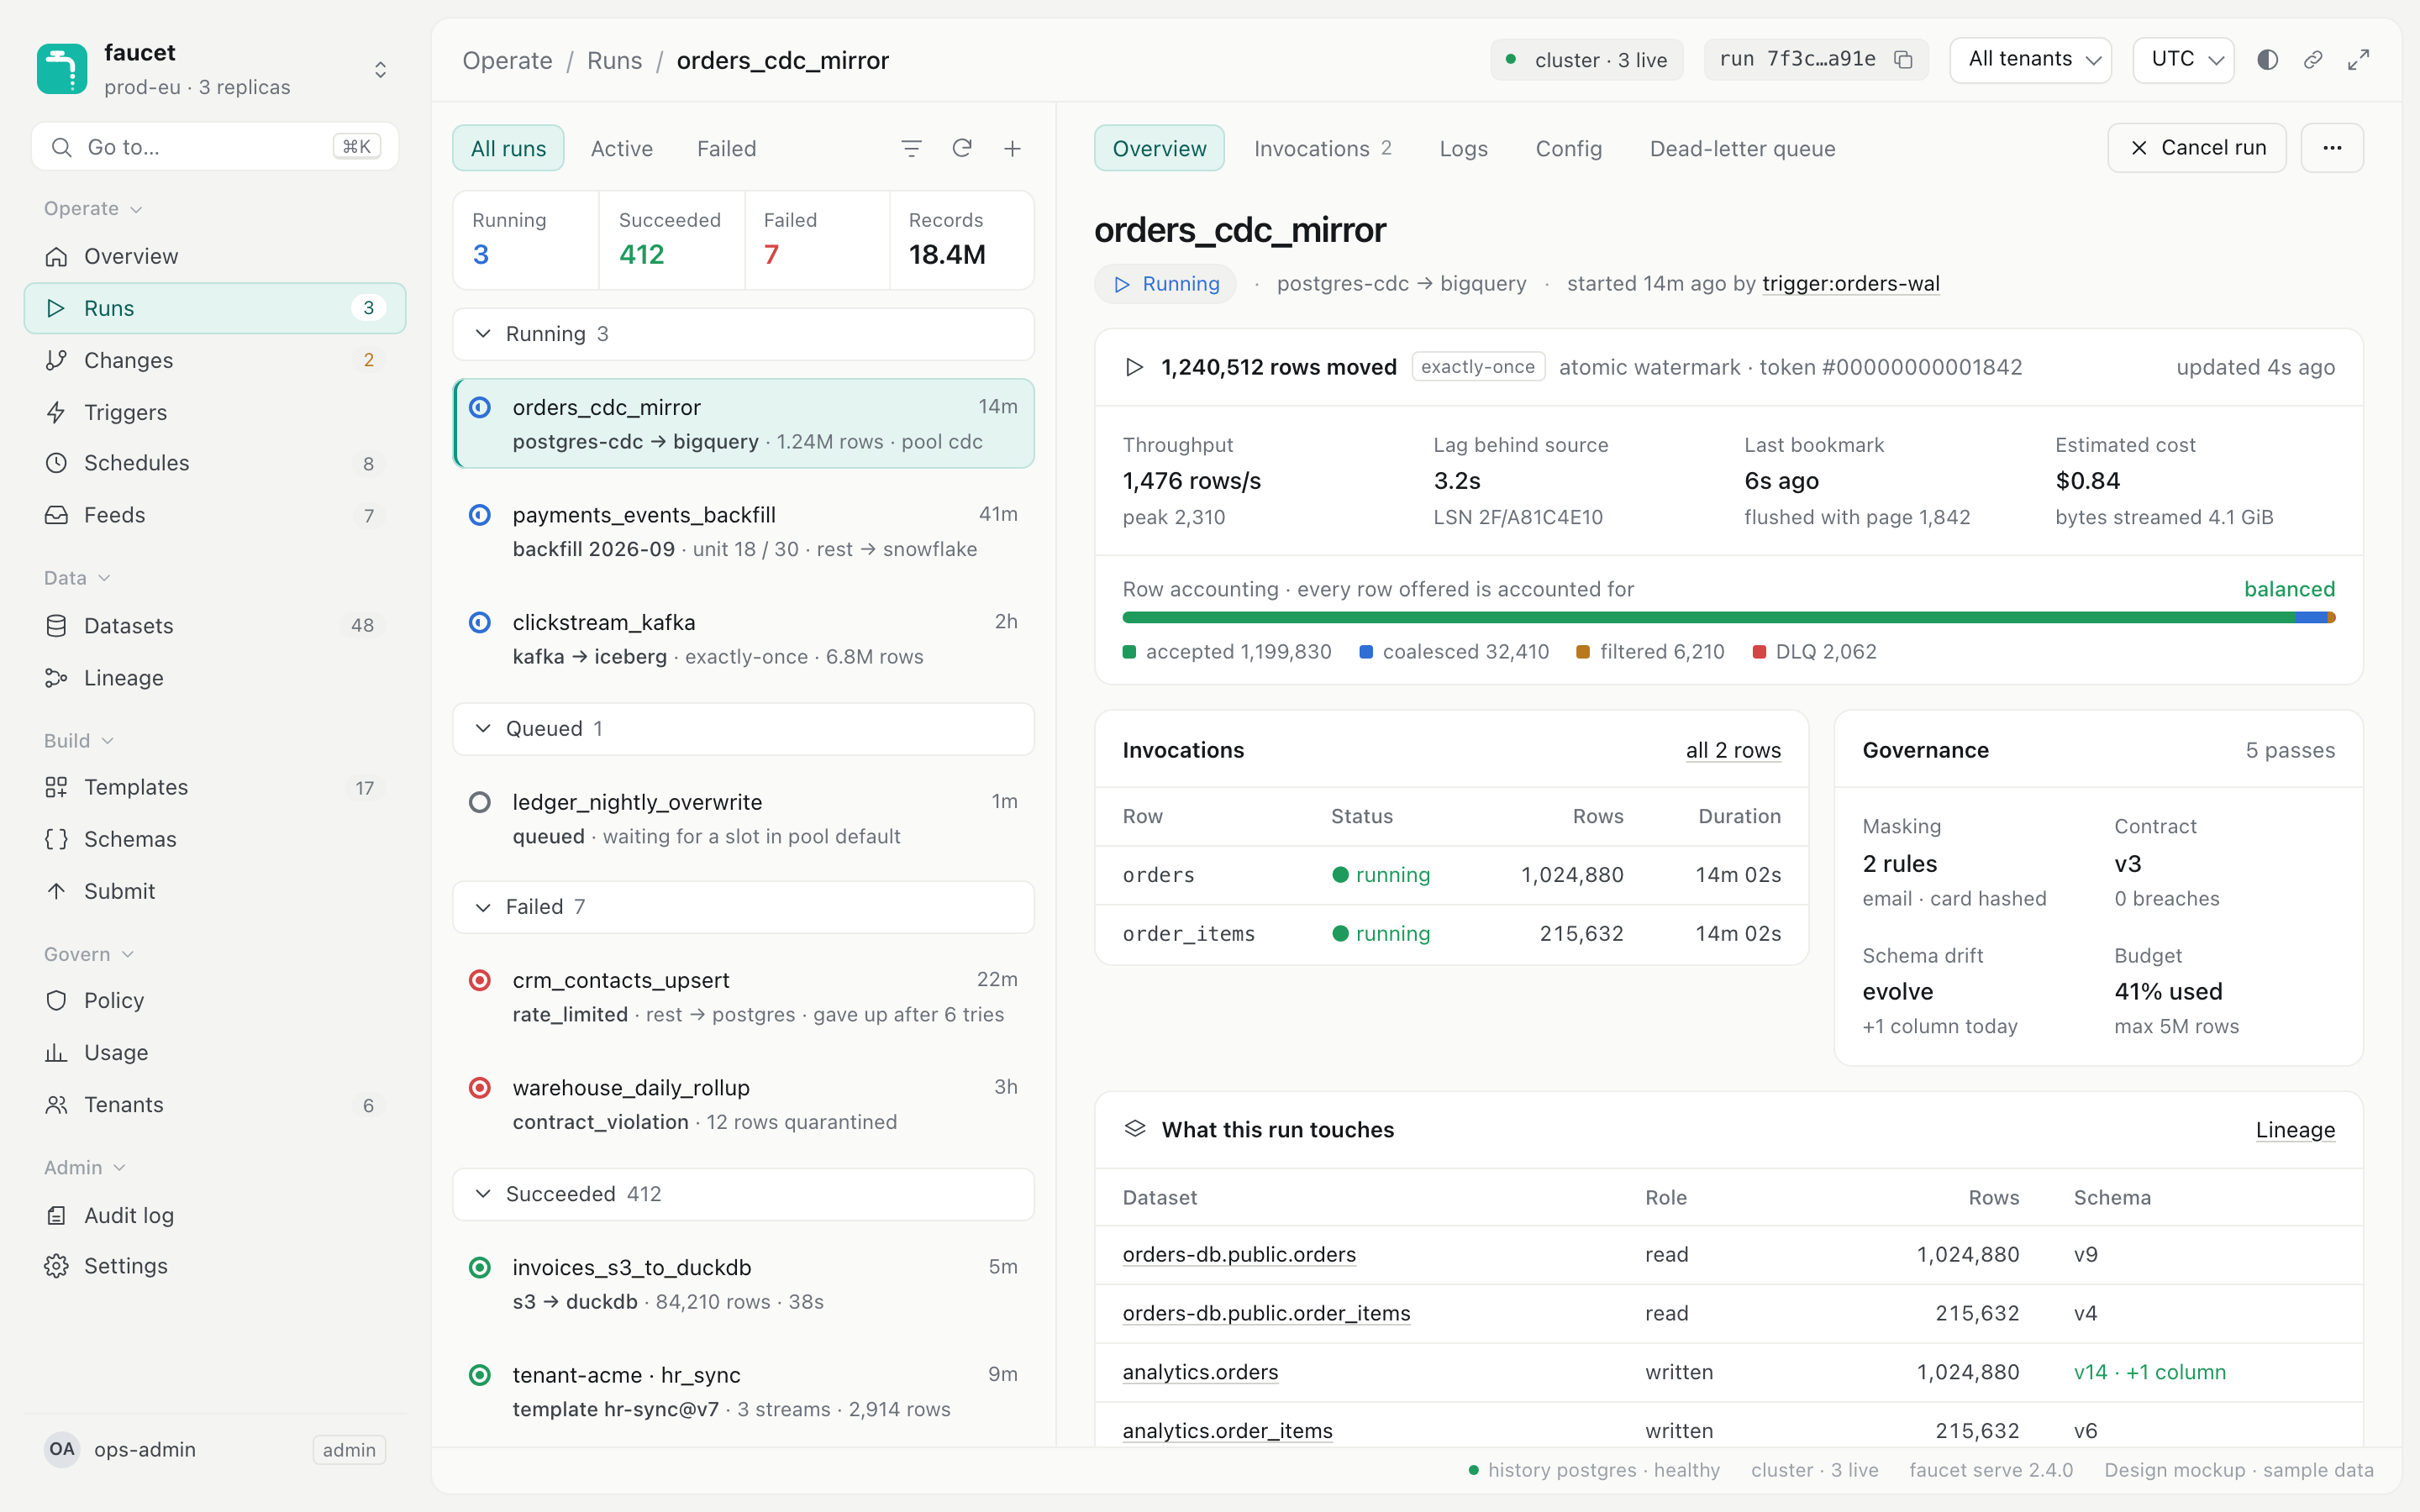 faucet
prod-eu · 3 replicas
Go to... ⌘K
Operate
Overview
Runs 3
Changes 2
Triggers
Schedules 8
Feeds 7
Data
Datasets 48
Lineage
Build
Templates 17
Schemas
Submit
Govern
Policy
Usage
Tenants 6
Admin
Audit log
Settings
OA ops-admin admin
Operate / Runs / orders_cdc_mirror
cluster · 3 live
run 7f3c…a91e
All tenants
UTC
All runs Active Failed
Running Succeeded Failed Records
3 412 7 18.4M
Running 3
orders_cdc_mirror 14m
postgres-cdc → bigquery · 1.24M rows · pool cdc
payments_events_backfill 41m
backfill 2026-09 · unit 18 / 30 · rest → snowflake
clickstream_kafka 2h
kafka → iceberg · exactly-once · 6.8M rows
Queued 1
ledger_nightly_overwrite 1m
queued · waiting for a slot in pool default
Failed 7
crm_contacts_upsert 22m
rate_limited · rest → postgres · gave up after 6 tries
warehouse_daily_rollup 3h
contract_violation · 12 rows quarantined
Succeeded 412
invoices_s3_to_duckdb 5m
s3 → duckdb · 84,210 rows · 38s
tenant-acme · hr_sync 9m
template hr-sync@v7 · 3 streams · 2,914 rows
Overview Invocations 2 Logs Config Dead-letter queue
Cancel run
orders_cdc_mirror
Running · postgres-cdc → bigquery · started 14m ago by trigger:orders-wal
1,240,512 rows moved exactly-once atomic watermark · token #00000000001842 updated 4s ago
Throughput Lag behind source Last bookmark Estimated cost
1,476 rows/s 3.2s 6s ago $0.84
peak 2,310 LSN 2F/A81C4E10 flushed with page 1,842 bytes streamed 4.1 GiB
Row accounting · every row offered is accounted for balanced
accepted 1,199,830 coalesced 32,410 filtered 6,210 DLQ 2,062
Invocations all 2 rows
Row Status Rows Duration
orders running 1,024,880 14m 02s
order_items running 215,632 14m 02s
Governance 5 passes
Masking Contract
2 rules v3
email · card hashed 0 breaches
Schema drift Budget
evolve 41% used
+1 column today max 5M rows
What this run touches Lineage
Dataset Role Rows Schema
orders-db.public.orders read 1,024,880 v9
orders-db.public.order_items read 215,632 v4
analytics.orders written 1,024,880 v14 · +1 column
analytics.order_items written 215,632 v6
history postgres · healthy cluster · 3 live faucet serve 2.4.0 Design mockup · sample data